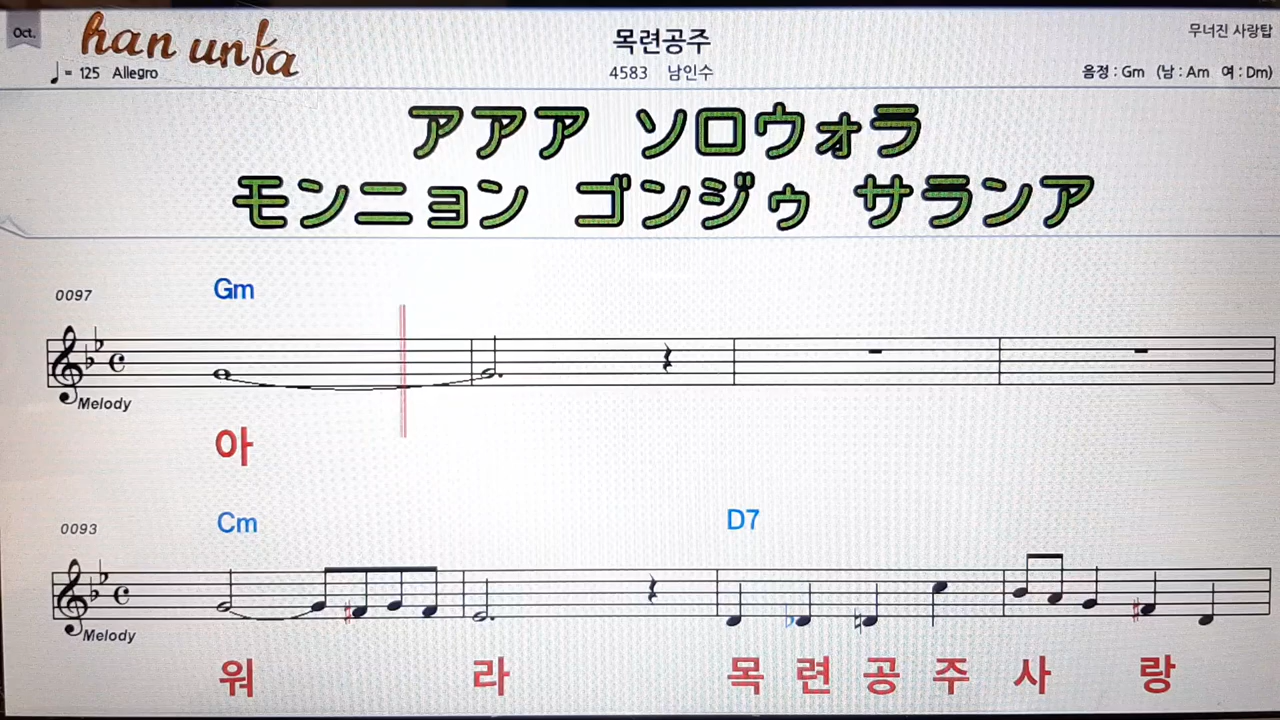 Oct.
han unfa
♩ = 125 Allegro
목련공주
4583 남인수
무너진 사랑탑
음정 : Gm (남 : Am 여 : Dm)
アアア ソロウォラ
モンニョン ゴンジゥ サランア
0097
Gm
Melody
아
0093
Cm D7
Melody
워 라 목 련 공 주 사 랑